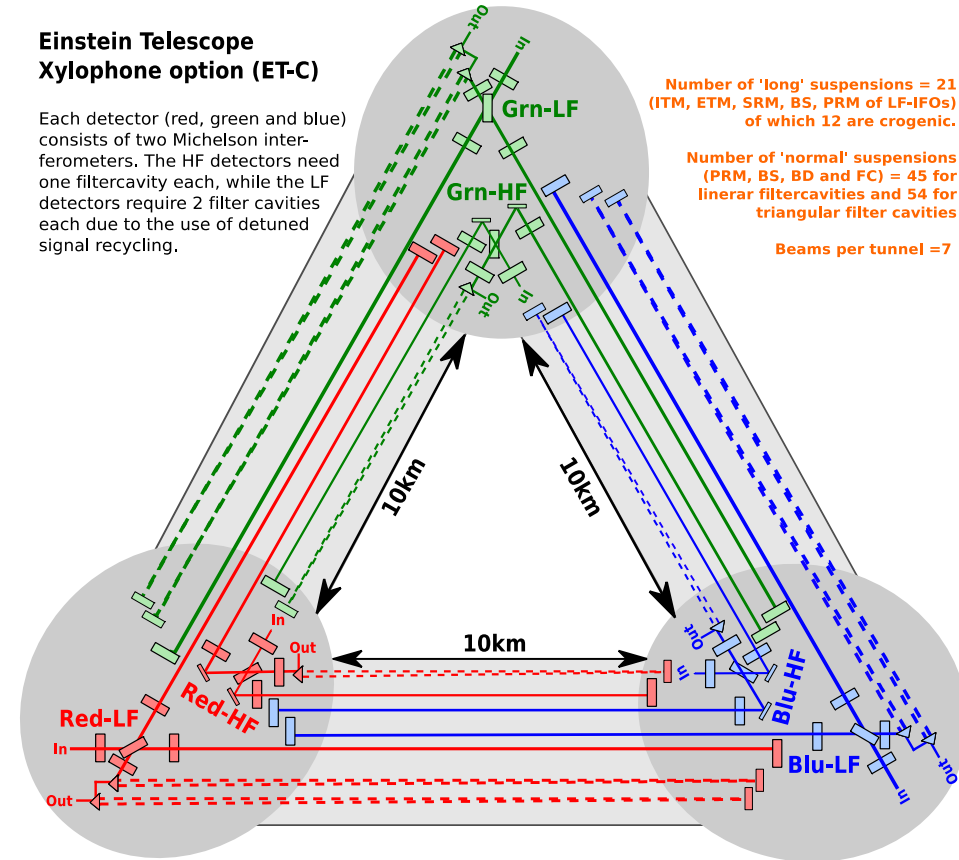 Einstein Telescope
Xylophone option (ET-C)
Each detector (red, green and blue)
consists of two Michelson inter-
ferometers. The HF detectors need
one filtercavity each, while the LF
detectors require 2 filter cavities
each due to the use of detuned
signal recycling.
Number of 'long' suspensions = 21
(ITM, ETM, SRM, BS, PRM of LF-IFOs)
of which 12 are crogenic.
Number of 'normal' suspensions
(PRM, BS, BD and FC) = 45 for
linerar filtercavities and 54 for
triangular filter cavities
Beams per tunnel =7
Out
In
Grn-LF
Grn-HF
Out
In
10km
10km
10km
In
Out
Red-HF
Red-LF
In
Out
Out
In
Blu-HF
Blu-LF
Out
In